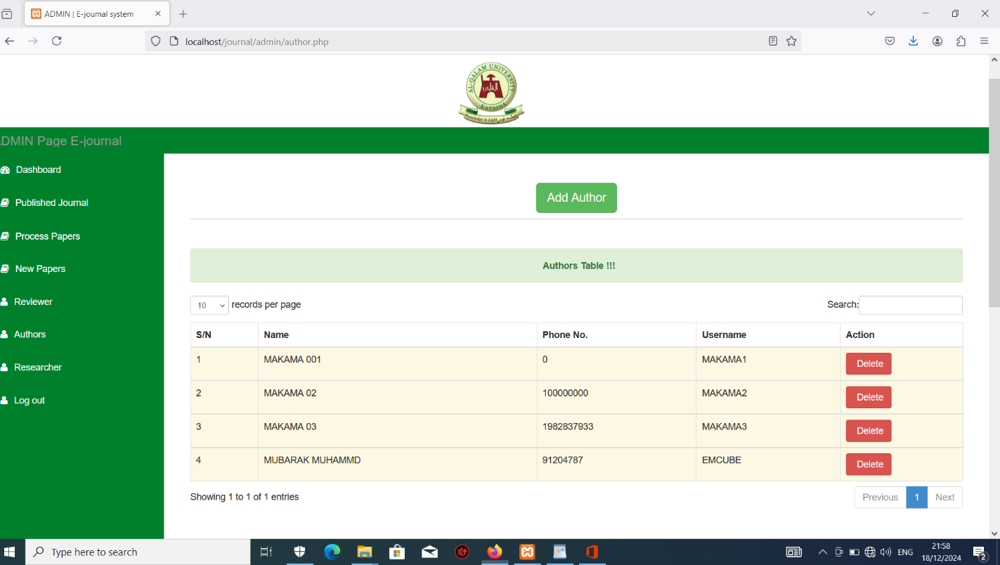 ADMIN | E-journal system
localhost/journal/admin/author.php
AL-QALAM UNIVERSITY
KATSINA
Knowledge is Light
DMIN Page E-journal
Dashboard
Published Journal
Process Papers
New Papers
Reviewer
Authors
Researcher
Log out
Add Author
Authors Table !!!
10 records per page Search:
S/N Name Phone No. Username Action
1 MAKAMA 001 0 MAKAMA1 Delete
2 MAKAMA 02 100000000 MAKAMA2 Delete
3 MAKAMA 03 1982837933 MAKAMA3 Delete
4 MUBARAK MUHAMMD 91204787 EMCUBE Delete
Showing 1 to 1 of 1 entries Previous 1 Next
Type here to search
ENG
21:58
18/12/2024
2